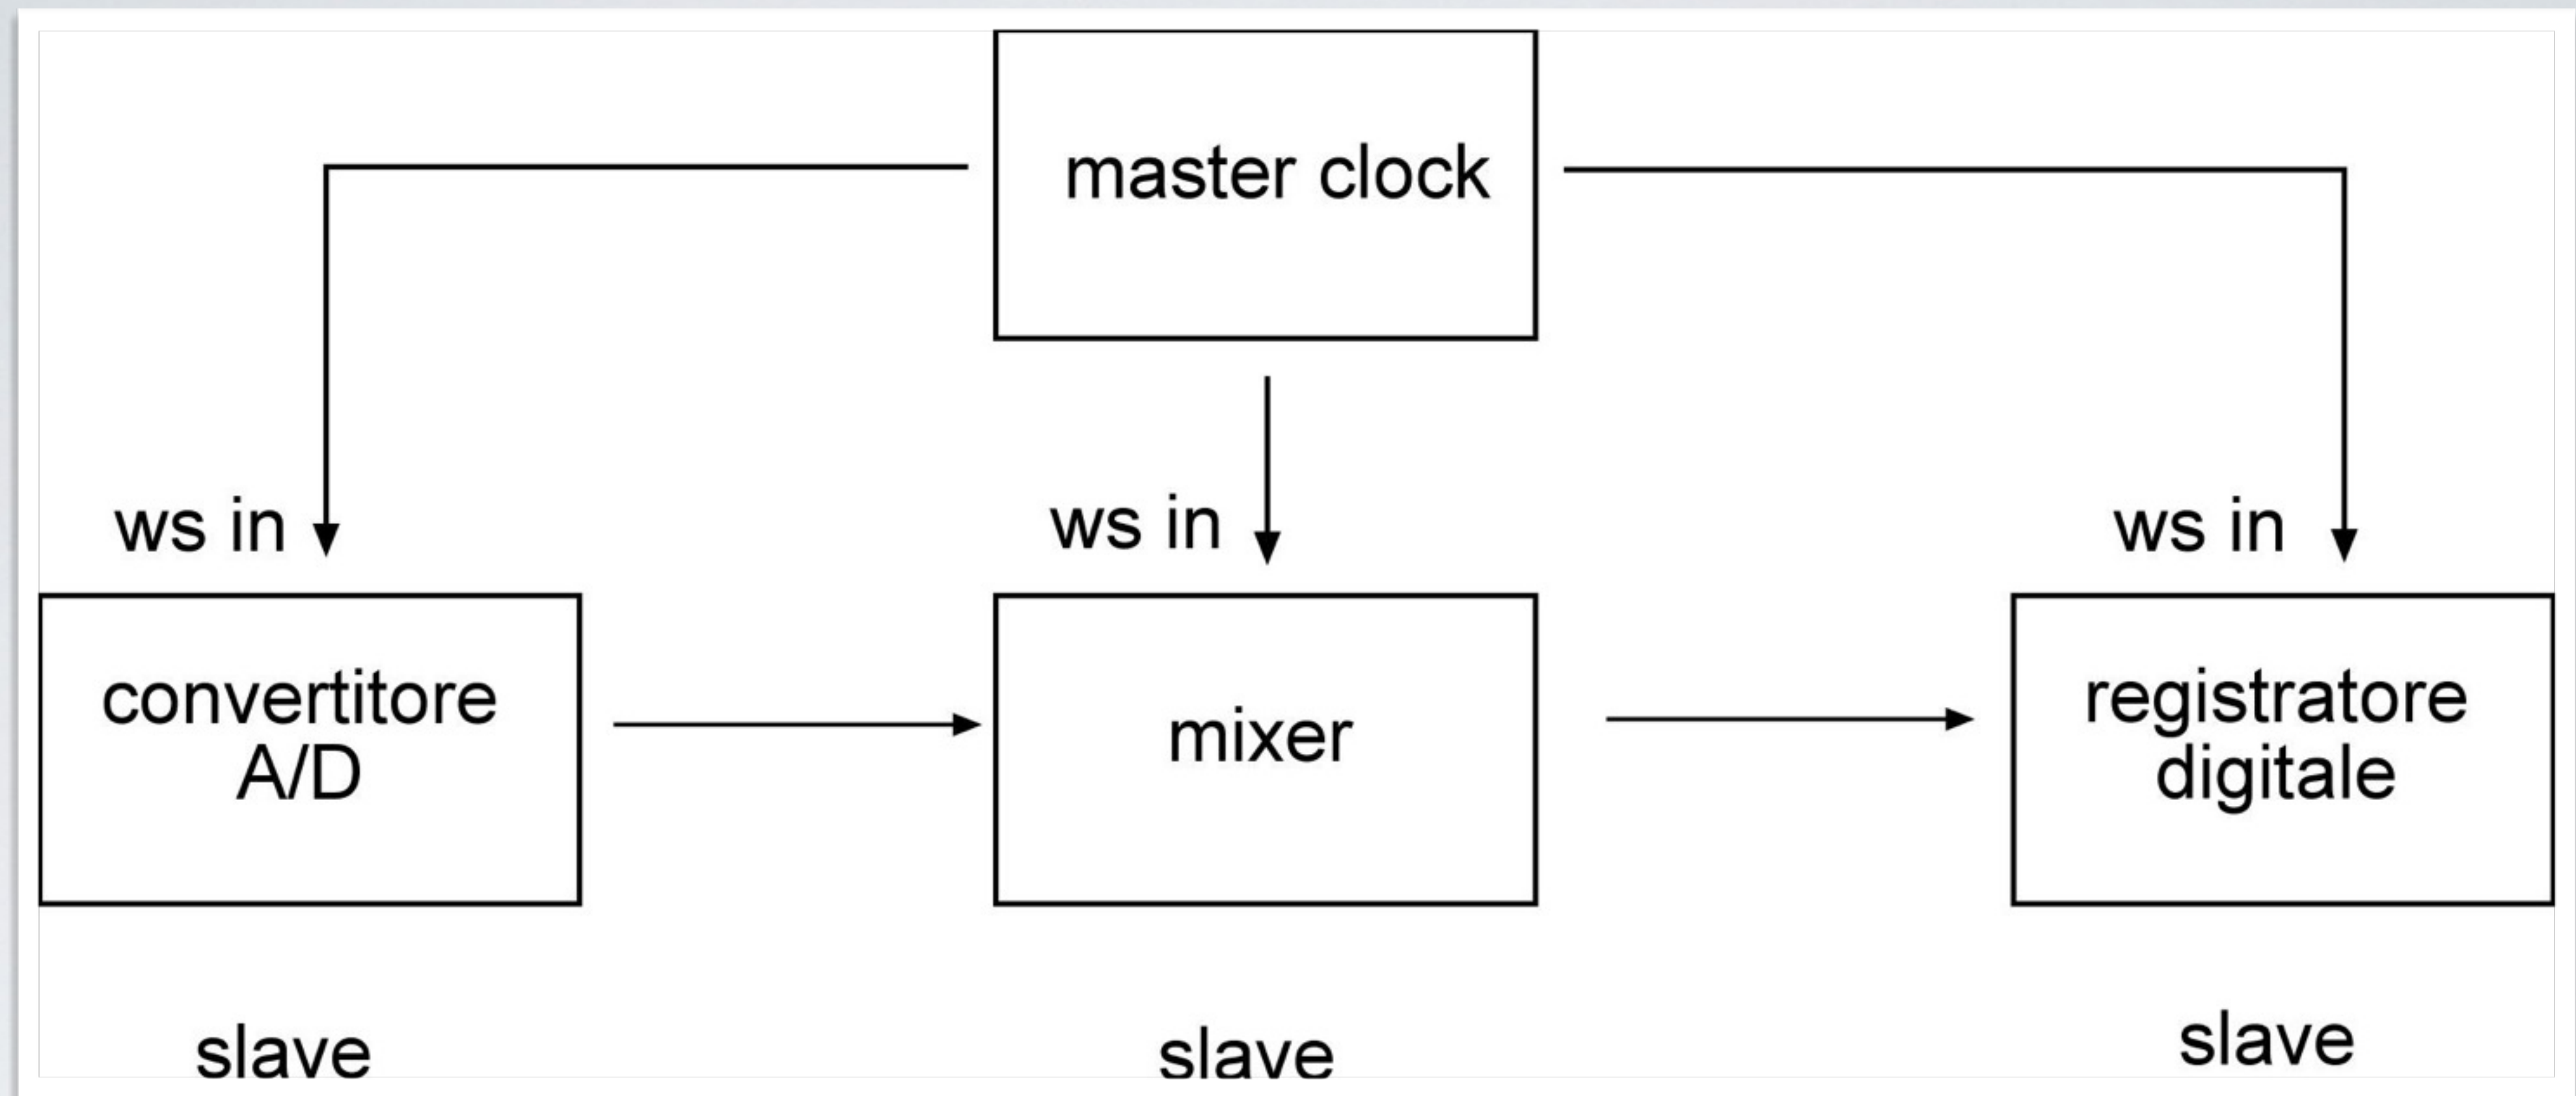 master clock
ws in
ws in
ws in
convertitore
A/D
mixer
registratore
digitale
slave
slave
slave